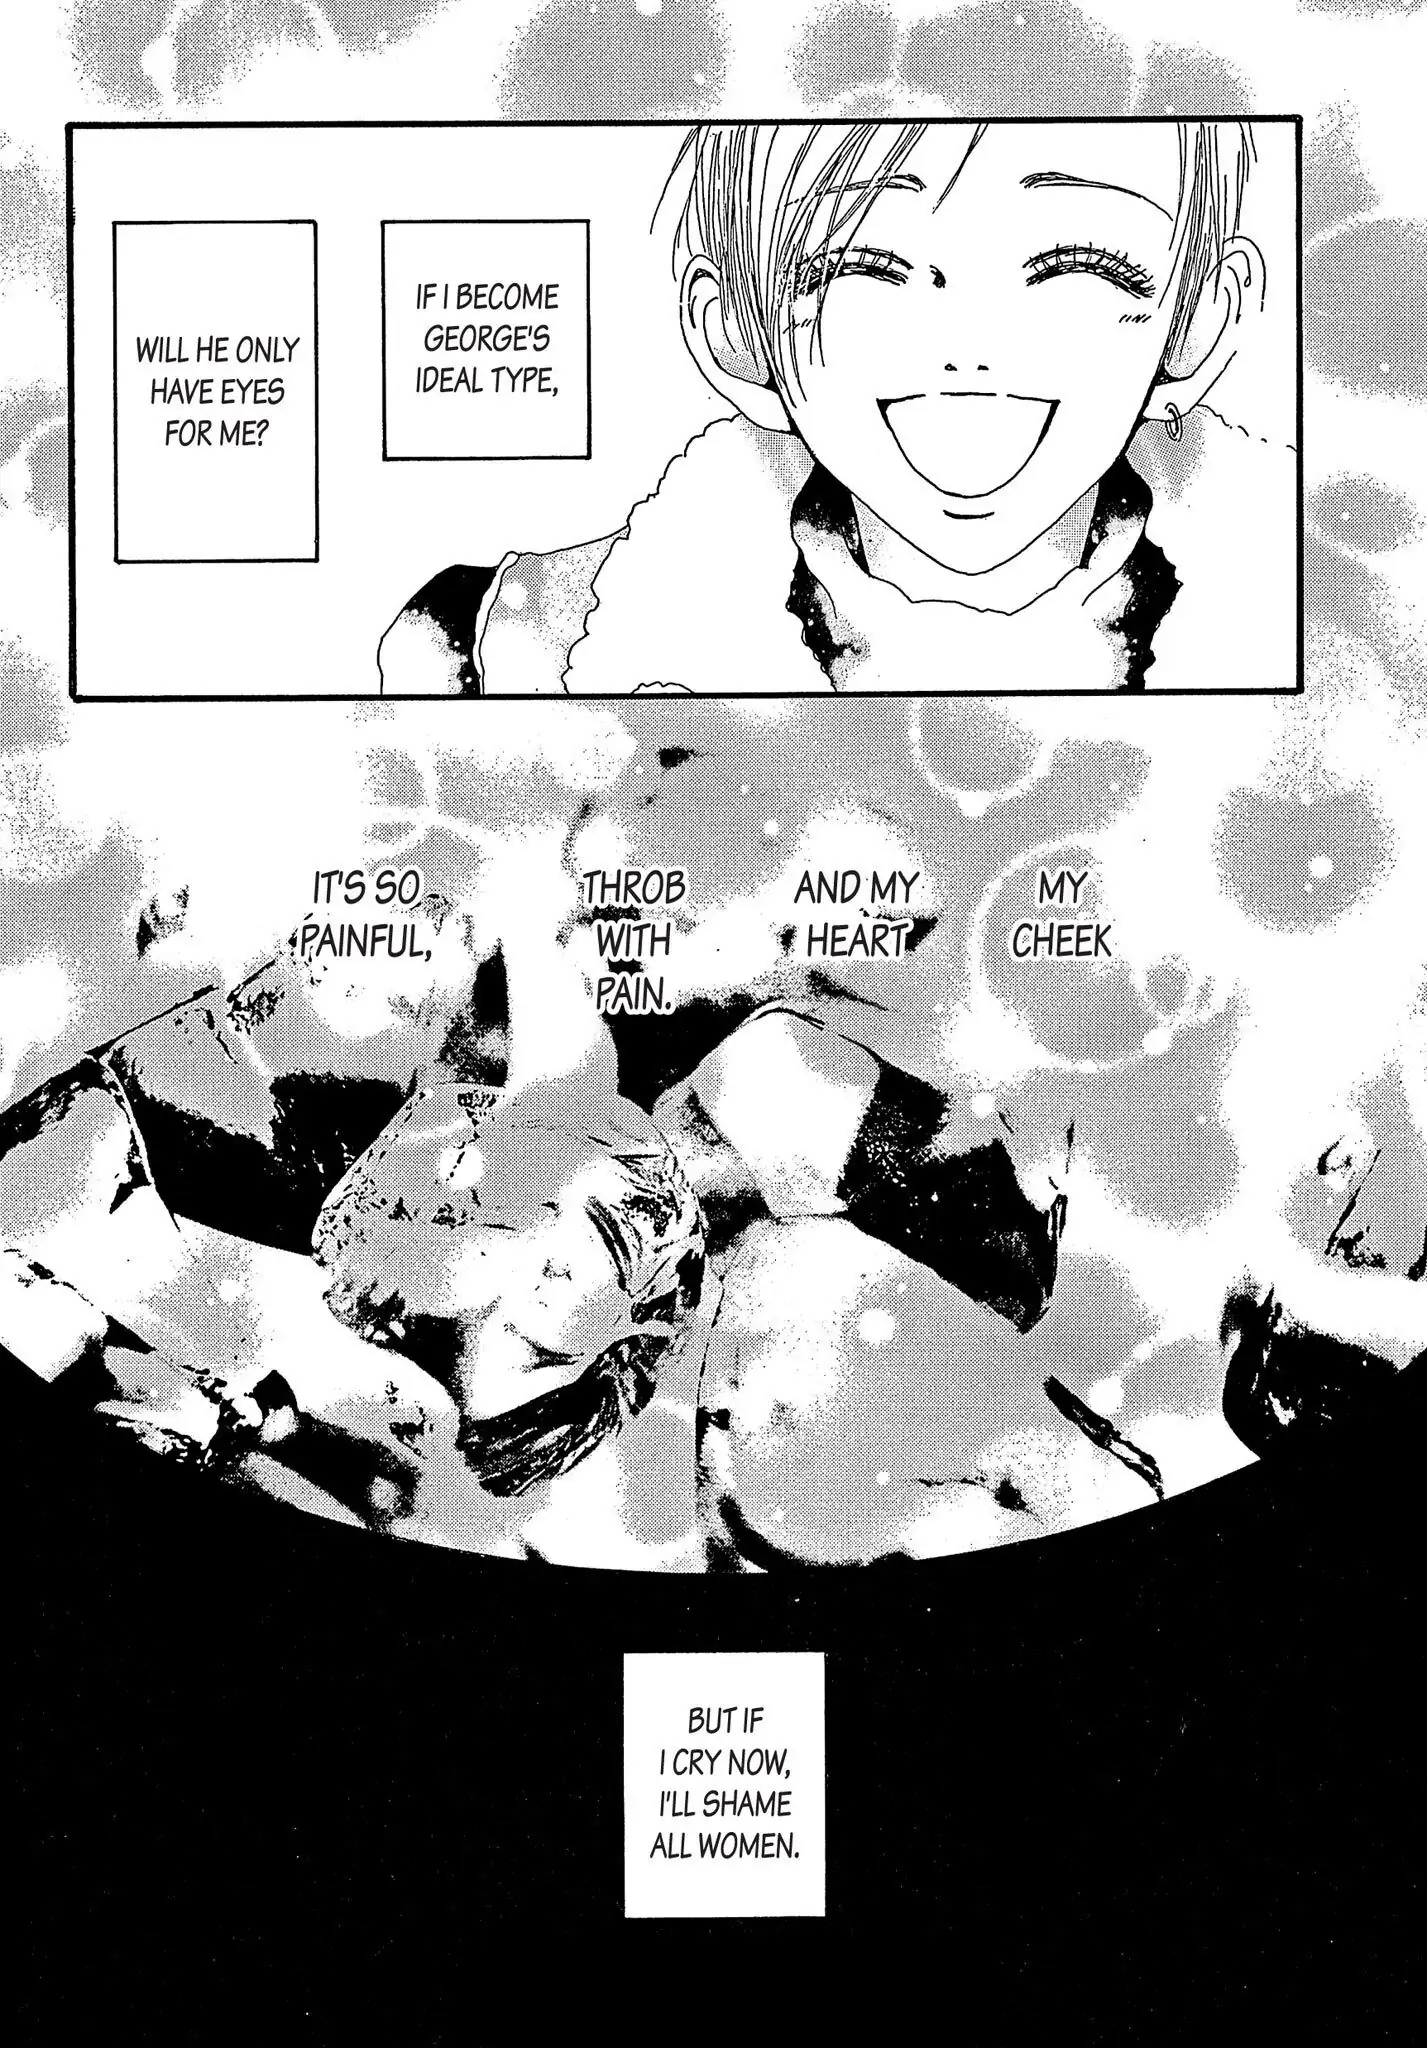 IF I BECOME
GEORGE'S
IDEAL TYPE,
WILL HE ONLY
HAVE EYES
FOR ME?
MY
CHEEK
AND MY
HEART
THROB
WITH
PAIN.
IT'S SO
PAINFUL,
BUT IF
I CRY NOW,
I'LL SHAME
ALL WOMEN.